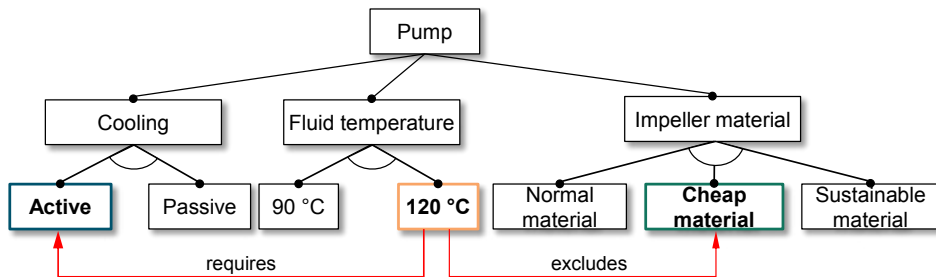 Pump
Cooling
Fluid temperature
Impeller material
Active
Passive
90 °C
120 °C
Normal
material
Cheap
material
Sustainable
material
requires
excludes